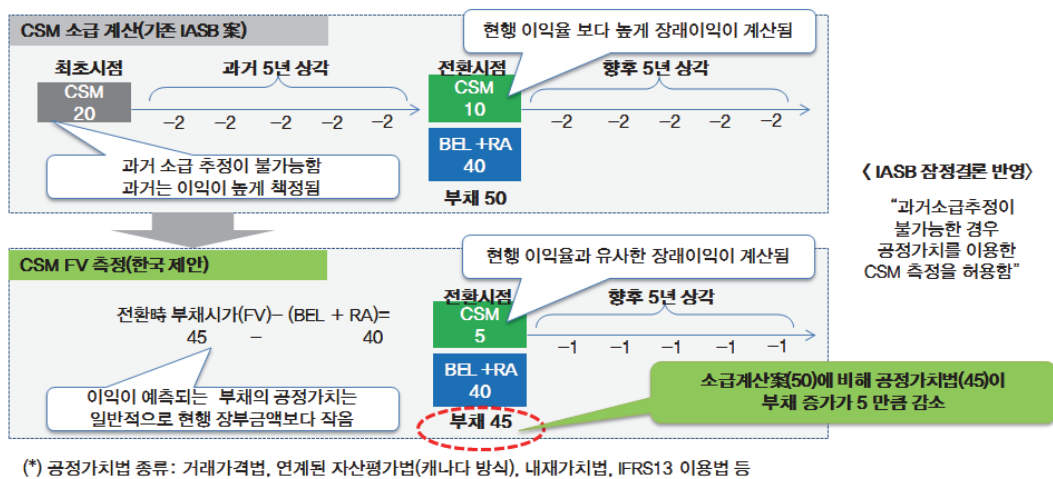 CSM 소급 계산(기존 IASB 案)
현행 이익율 보다 높게 장래이익이 계산됨
최초시점
과거 5년 상각
전환시점
향후 5년 상각
CSM
20
-2 -2 -2 -2 -2
CSM
10
-2 -2 -2 -2 -2
BEL +RA
40
부채 50
과거 소급 추정이 불가능함
과거는 이익이 높게 책정됨
< IASB 잠정결론 반영>
"과거소급추정이
불가능한 경우
공정가치를 이용한
CSM 측정을 허용함"
CSM FV 측정(한국 제안)
현행 이익율과 유사한 장래이익이 계산됨
전환시점
향후 5년 상각
전환時 부채시가(FV)- (BEL + RA)=
45 - 40
CSM
5
-1 -1 -1 -1 -1
BEL +RA
40
부채 45
이익이 예측되는 부채의 공정가치는
일반적으로 현행 장부금액보다 작음
소급계산案(50)에 비해 공정가치법(45)이
부채 증가가 5 만큼 감소
(*) 공정가치법 종류: 거래가격법, 연계된 자산평가법(캐나다 방식), 내재가치법, IFRS13 이용법 등